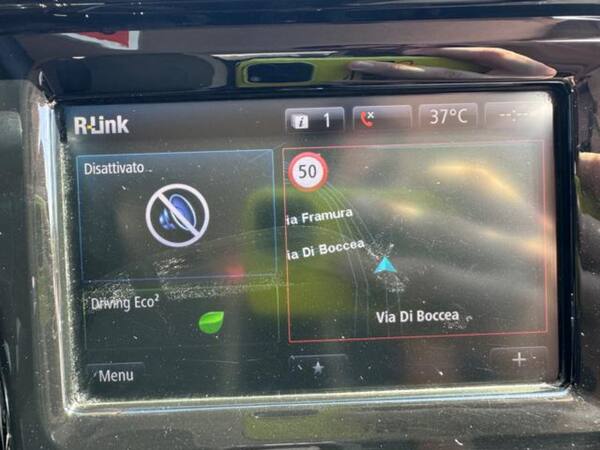 R-Link
i 1
37°C
--:--
Disattivato
50
ia Framura
ia Di Boccea
Driving Eco²
Via Di Boccea
Menu
+